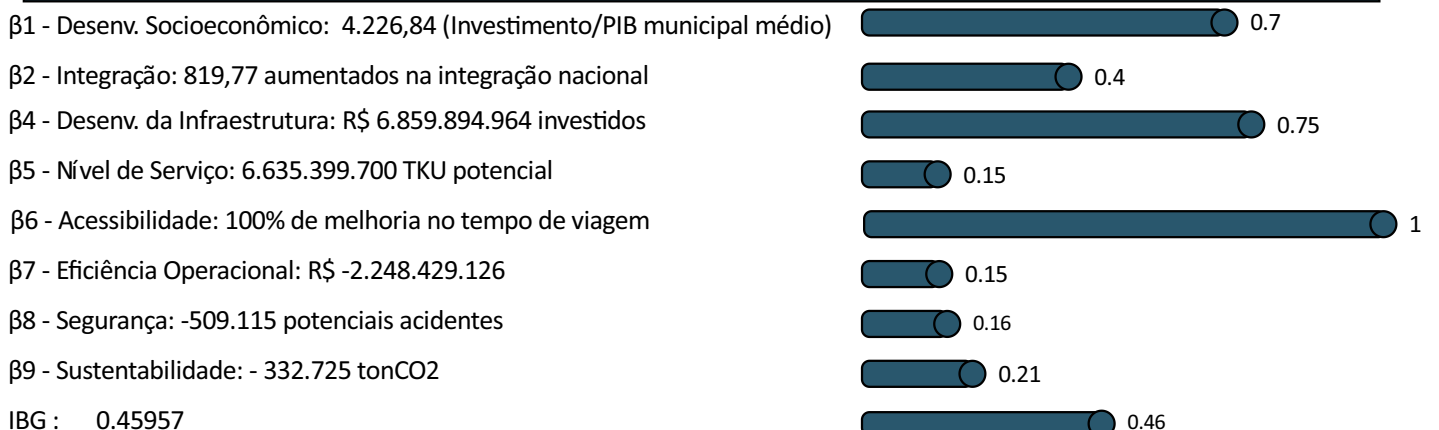 β1 - Desenv. Socioeconômico: 4.226,84 (Investimento/PIB municipal médio) 0.7
β2 - Integração: 819,77 aumentados na integração nacional 0.4
β4 - Desenv. da Infraestrutura: R$ 6.859.894.964 investidos 0.75
β5 - Nível de Serviço: 6.635.399.700 TKU potencial 0.15
β6 - Acessibilidade: 100% de melhoria no tempo de viagem 1
β7 - Eficiência Operacional: R$ -2.248.429.126 0.15
β8 - Segurança: -509.115 potenciais acidentes 0.16
β9 - Sustentabilidade: - 332.725 tonCO2 0.21
IBG : 0.45957 0.46